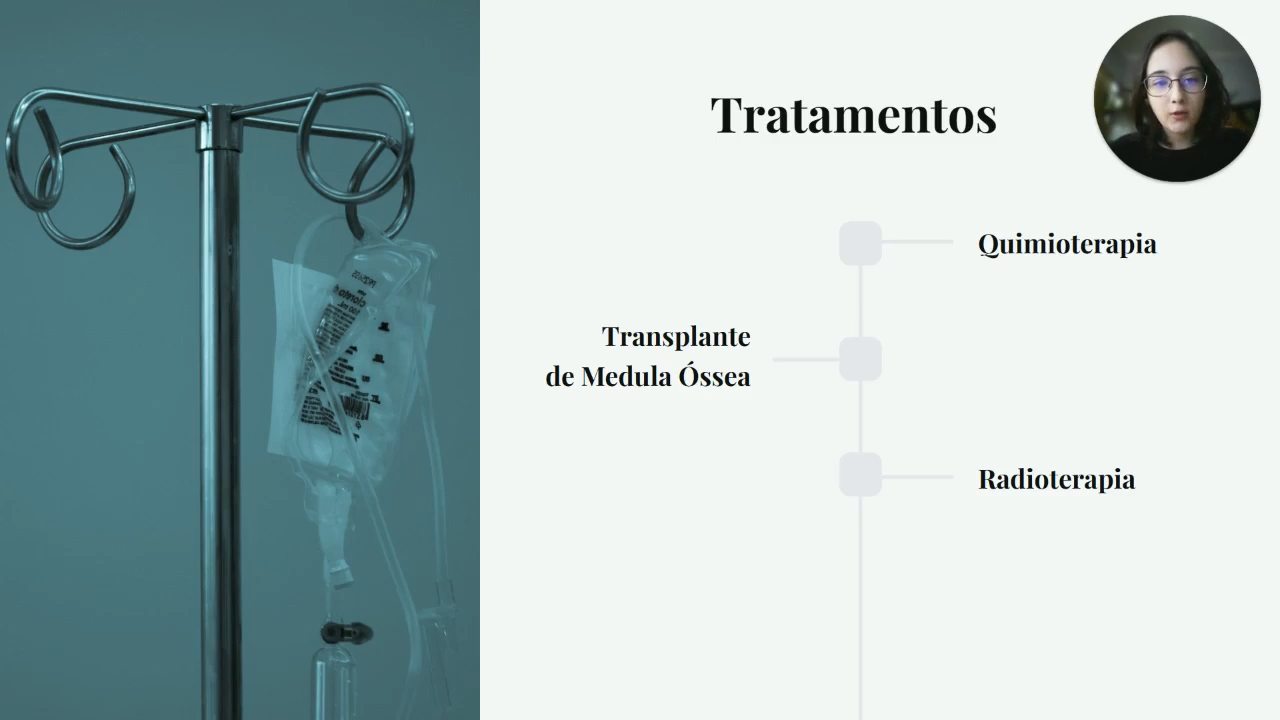 Tratamentos
Quimioterapia
Transplante
de Medula Óssea
Radioterapia